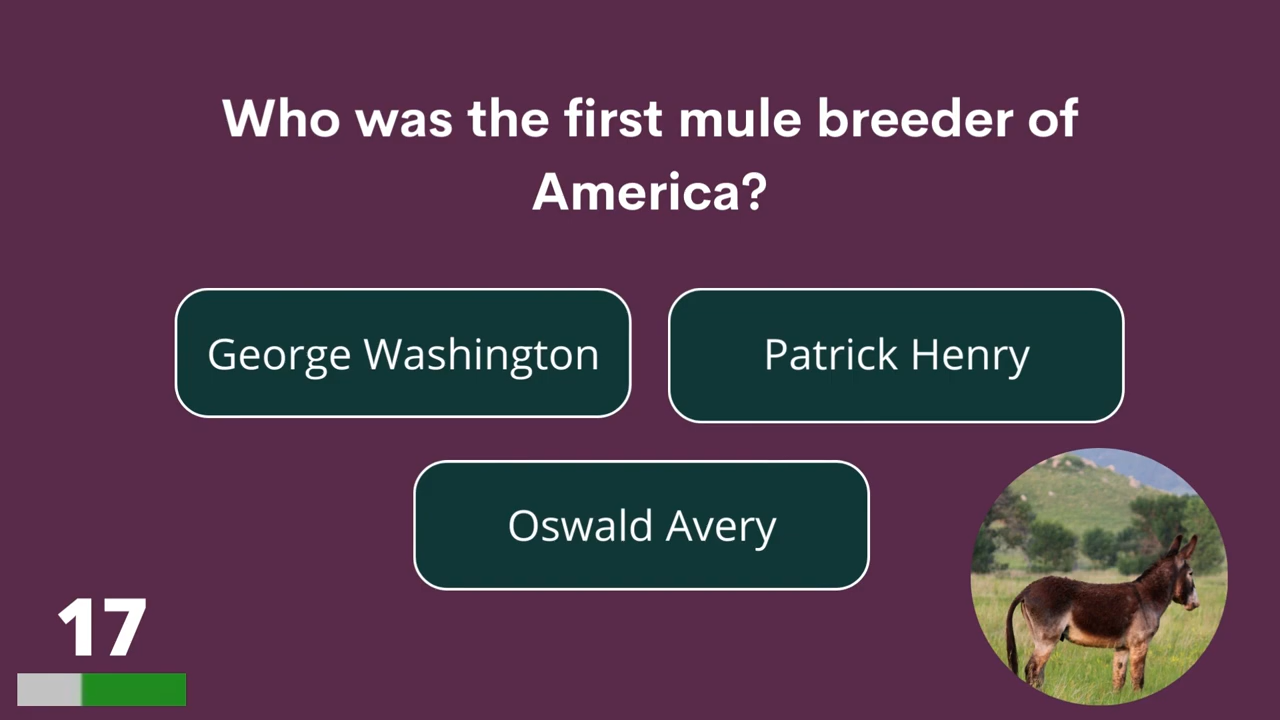 Who was the first mule breeder of
America?
George Washington
Patrick Henry
Oswald Avery
17